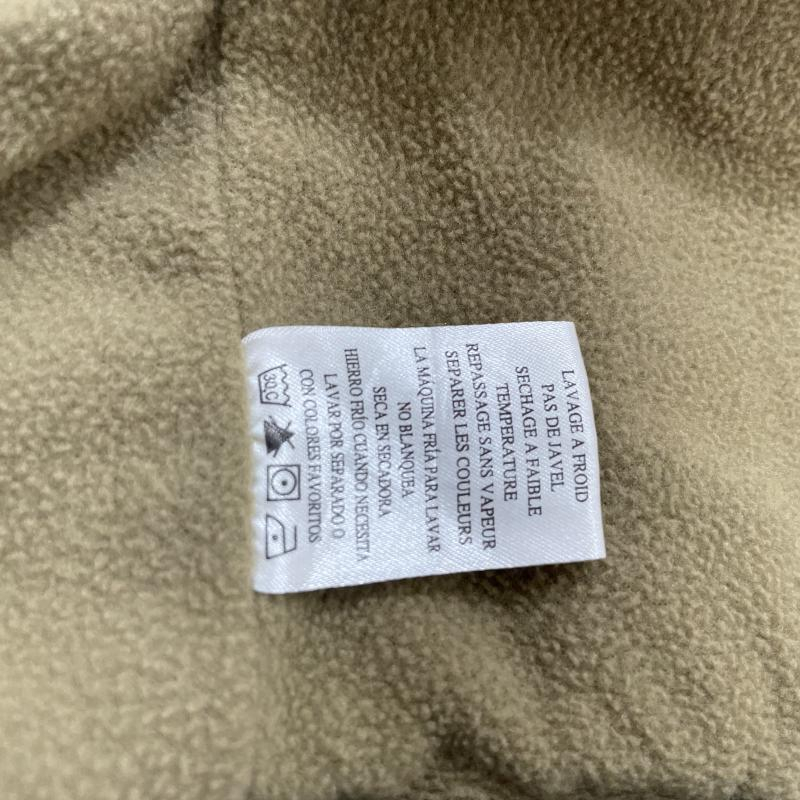 LAVAGE A FROID
PAS DE JAVEL
SECHAGE A FAIBLE
TEMPERATURE
REPASSAGE SANS VAPEUR
SEPARER LES COULEURS
LA MÁQUINA FRÍA PARA LAVAR
NO BLANQUEA
SECA EN SECADORA
HIERRO FRÍO CUANDO NECESITA
LAVAR POR SEPARADO O
CON COLORES FAVORITOS
30C